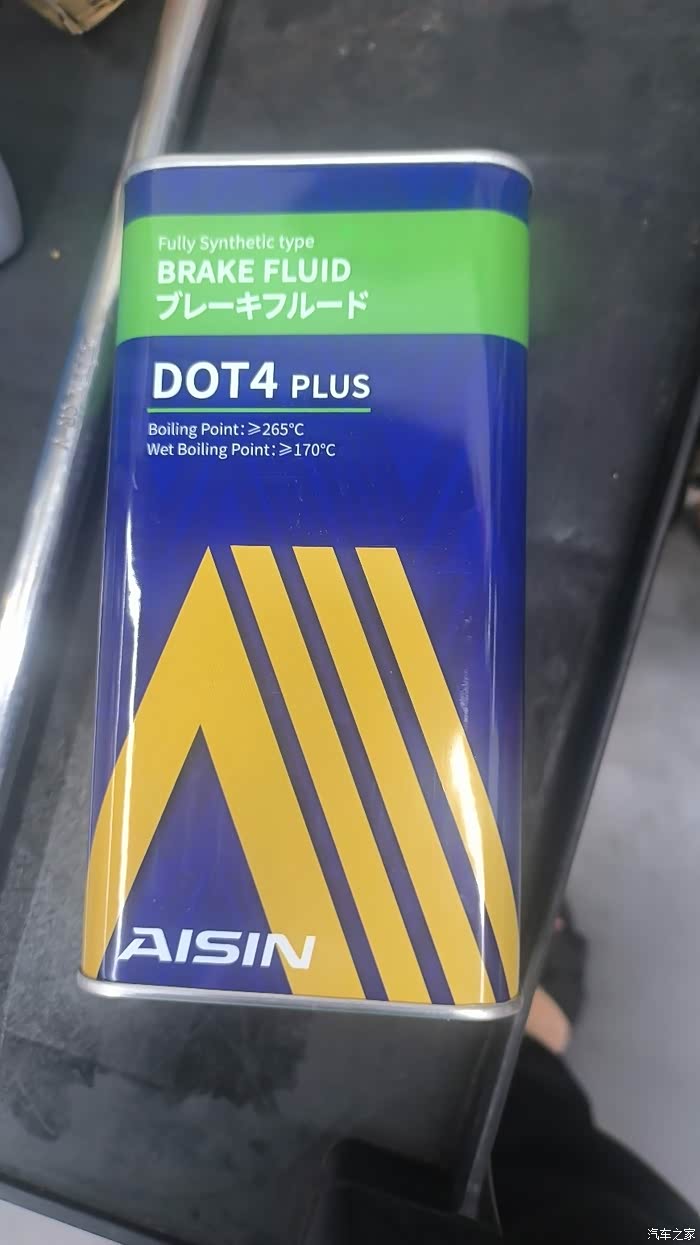 Fully Synthetic type
BRAKE FLUID
ブレーキフルード
DOT4 PLUS
Boiling Point:≥265℃
Wet Boiling Point:≥170℃
AISIN
汽车之家